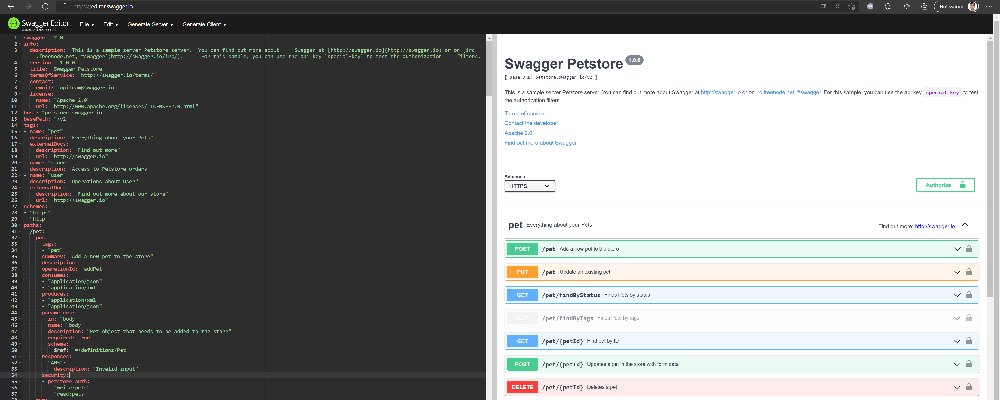 https://editor.swagger.io
Not syncing
Swagger Editor
Supported by SMARTBEAR
File
Edit
Generate Server
Generate Client
1 swagger: "2.0"
2 info:
3 description: "This is a sample server Petstore server.  You can find out more about     Swagger at [http://swagger.io](http://swagger.io) or on [irc
.freenode.net, #swagger](http://swagger.io/irc/).      For this sample, you can use the api key `special-key` to test the authorization     filters."
4 version: "1.0.0"
5 title: "Swagger Petstore"
6 termsOfService: "http://swagger.io/terms/"
7 contact:
8 email: "apiteam@swagger.io"
9 license:
10 name: "Apache 2.0"
11 url: "http://www.apache.org/licenses/LICENSE-2.0.html"
12 host: "petstore.swagger.io"
13 basePath: "/v2"
14 tags:
15 - name: "pet"
16 description: "Everything about your Pets"
17 externalDocs:
18 description: "Find out more"
19 url: "http://swagger.io"
20 - name: "store"
21 description: "Access to Petstore orders"
22 - name: "user"
23 description: "Operations about user"
24 externalDocs:
25 description: "Find out more about our store"
26 url: "http://swagger.io"
27 schemes:
28 - "https"
29 - "http"
30 paths:
31 /pet:
32 post:
33 tags:
34 - "pet"
35 summary: "Add a new pet to the store"
36 description: ""
37 operationId: "addPet"
38 consumes:
39 - "application/json"
40 - "application/xml"
41 produces:
42 - "application/xml"
43 - "application/json"
44 parameters:
45 - in: "body"
46 name: "body"
47 description: "Pet object that needs to be added to the store"
48 required: true
49 schema:
50 $ref: "#/definitions/Pet"
51 responses:
52 "405":
53 description: "Invalid input"
54 security:
55 - petstore_auth:
56 - "write:pets"
57 - "read:pets"
58 put:
Swagger Petstore 1.0.0
[ Base URL: petstore.swagger.io/v2 ]
This is a sample server Petstore server. You can find out more about Swagger at http://swagger.io or on irc.freenode.net, #swagger. For this sample, you can use the api key special-key to test
the authorization filters.
Terms of service
Contact the developer
Apache 2.0
Find out more about Swagger
Schemes
HTTPS
Authorize
pet Everything about your Pets
Find out more: http://swagger.io
POST /pet Add a new pet to the store
PUT /pet Update an existing pet
GET /pet/findByStatus Finds Pets by status
GET /pet/findByTags Finds Pets by tags
GET /pet/{petId} Find pet by ID
POST /pet/{petId} Updates a pet in the store with form data
DELETE /pet/{petId} Deletes a pet